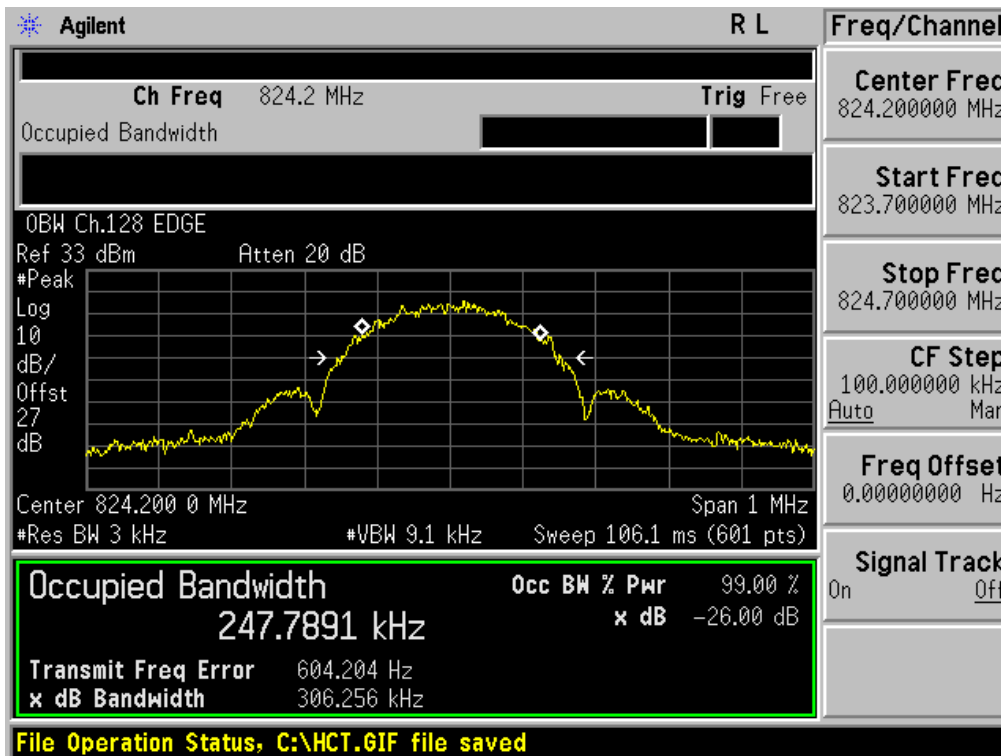 Agilent
R L
Freq/Channel
Ch Freq 824.2 MHz
Trig Free
Occupied Bandwidth
Center Freq
824.200000 MHz
Start Freq
823.700000 MHz
Stop Freq
824.700000 MHz
CF Step
100.000000 kHz
Auto Man
Freq Offset
0.00000000 Hz
Signal Track
On Off
OBW Ch.128 EDGE
Ref 33 dBm
Atten 20 dB
#Peak
Log
10
dB/
Offst
27
dB
Center 824.200 0 MHz
Span 1 MHz
#Res BW 3 kHz
#VBW 9.1 kHz
Sweep 106.1 ms (601 pts)
Occupied Bandwidth
247.7891 kHz
Occ BW % Pwr 99.00 %
x dB -26.00 dB
Transmit Freq Error 604.204 Hz
x dB Bandwidth 306.256 kHz
File Operation Status, C:\HCT.GIF file saved